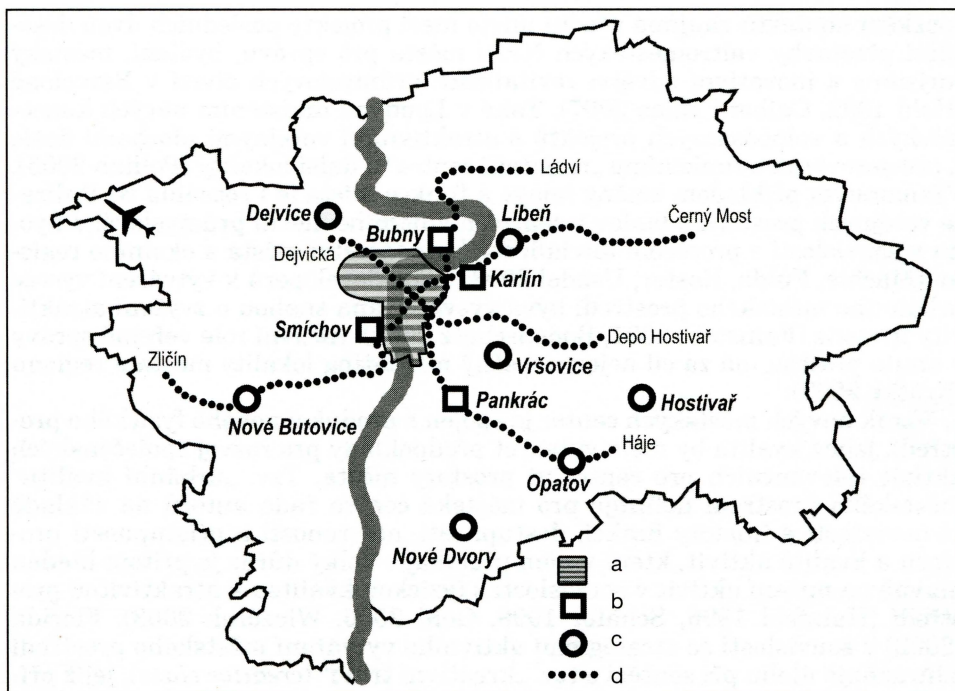 Ládví
Dejvice
Libeň
Černý Most
Bubny
Dejvická
Karlín
Smíchov
Depo Hostivař
Zličín
Vršovice
Pankrác
Hostivař
Nové Butovice
Háje
Opatov
Nové Dvory
a
b
c
d